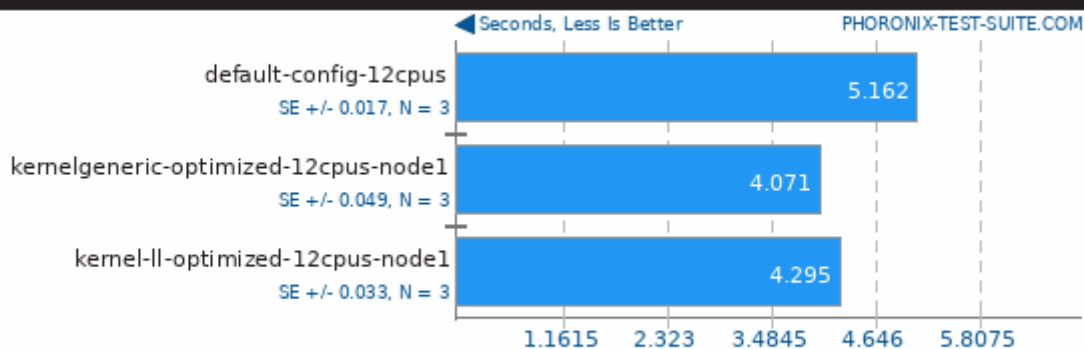 Seconds, Less Is Better PHORONIX-TEST-SUITE.COM
default-config-12cpus
SE +/- 0.017, N = 3
5.162
kernelgeneric-optimized-12cpus-node1
SE +/- 0.049, N = 3
4.071
kernel-ll-optimized-12cpus-node1
SE +/- 0.033, N = 3
4.295
1.1615 2.323 3.4845 4.646 5.8075